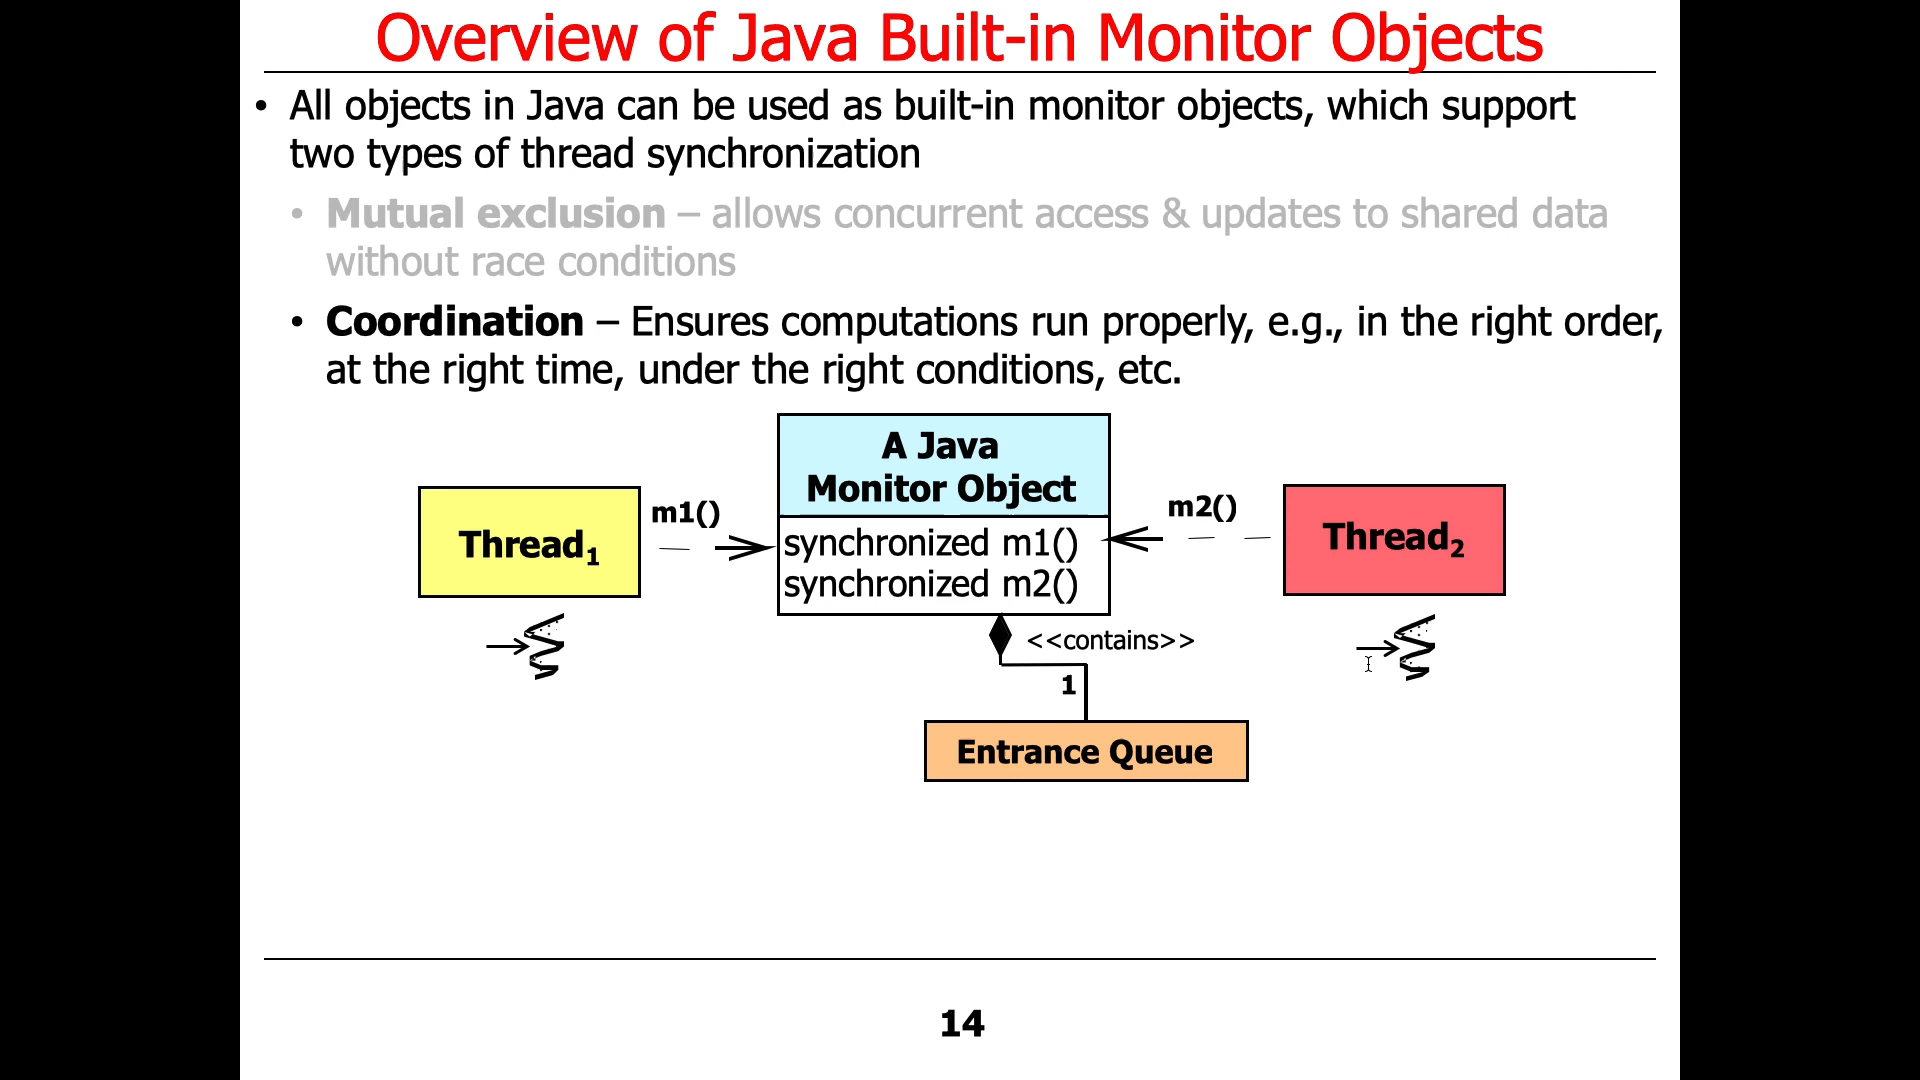 Overview of Java Built-in Monitor Objects
• All objects in Java can be used as built-in monitor objects, which support
two types of thread synchronization
• Mutual exclusion – allows concurrent access & updates to shared data
without race conditions
• Coordination – Ensures computations run properly, e.g., in the right order,
at the right time, under the right conditions, etc.
A Java
Monitor Object
synchronized m1()
synchronized m2()
Thread1
m1()
m2()
Thread2
<<contains>>
1
Entrance Queue
14